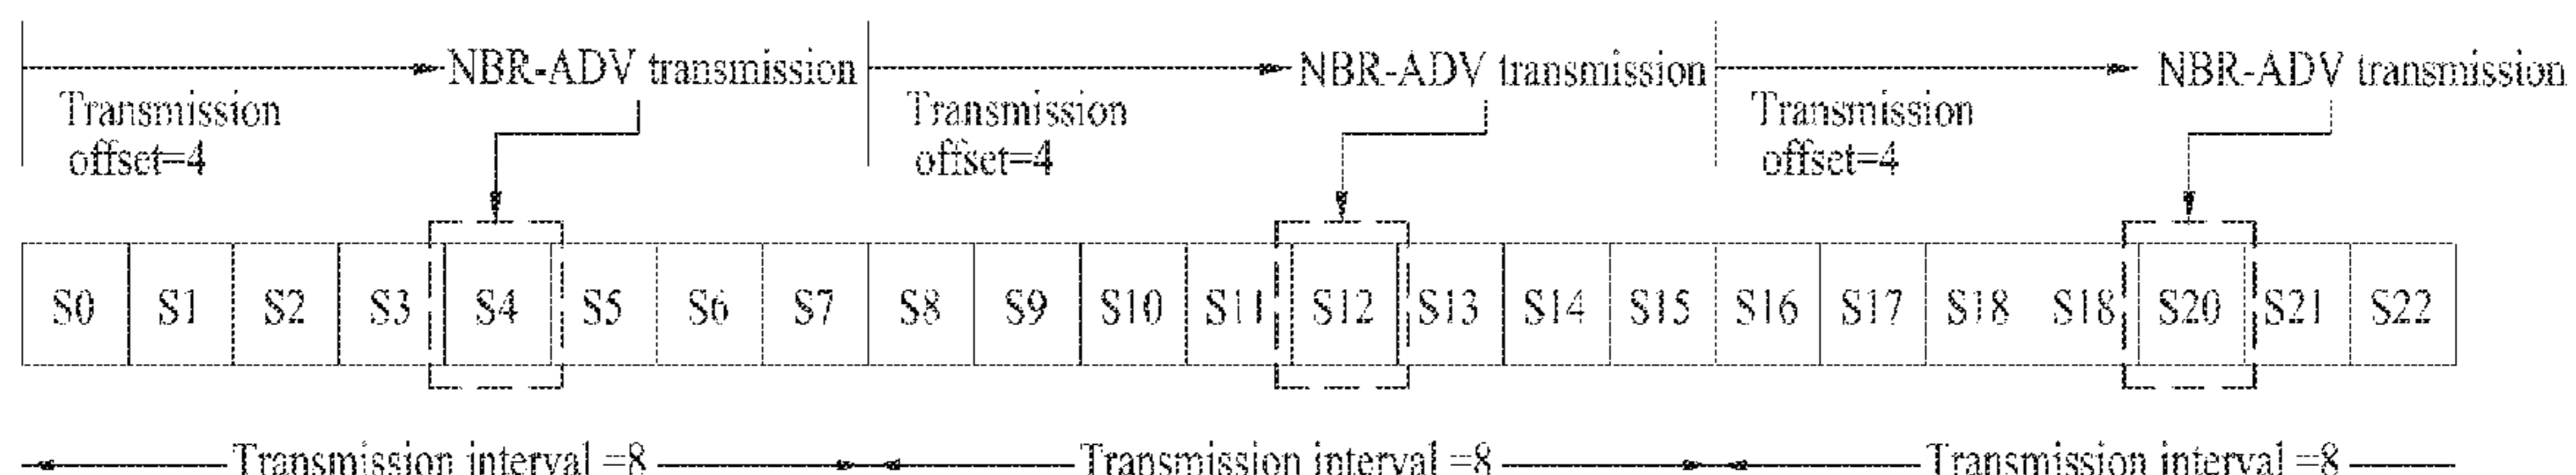 NBR-ADV transmission NBR-ADV transmission NBR-ADV transmission
Transmission Transmission Transmission
offset=4 offset=4 offset=4
S0 S1 S2 S3 S4 S5 S6 S7 S8 S9 S10 S11 S12 S13 S14 S15 S16 S17 S18 S18 S20 S21 S22
Transmission interval =8 Transmission interval =8 Transmission interval =8